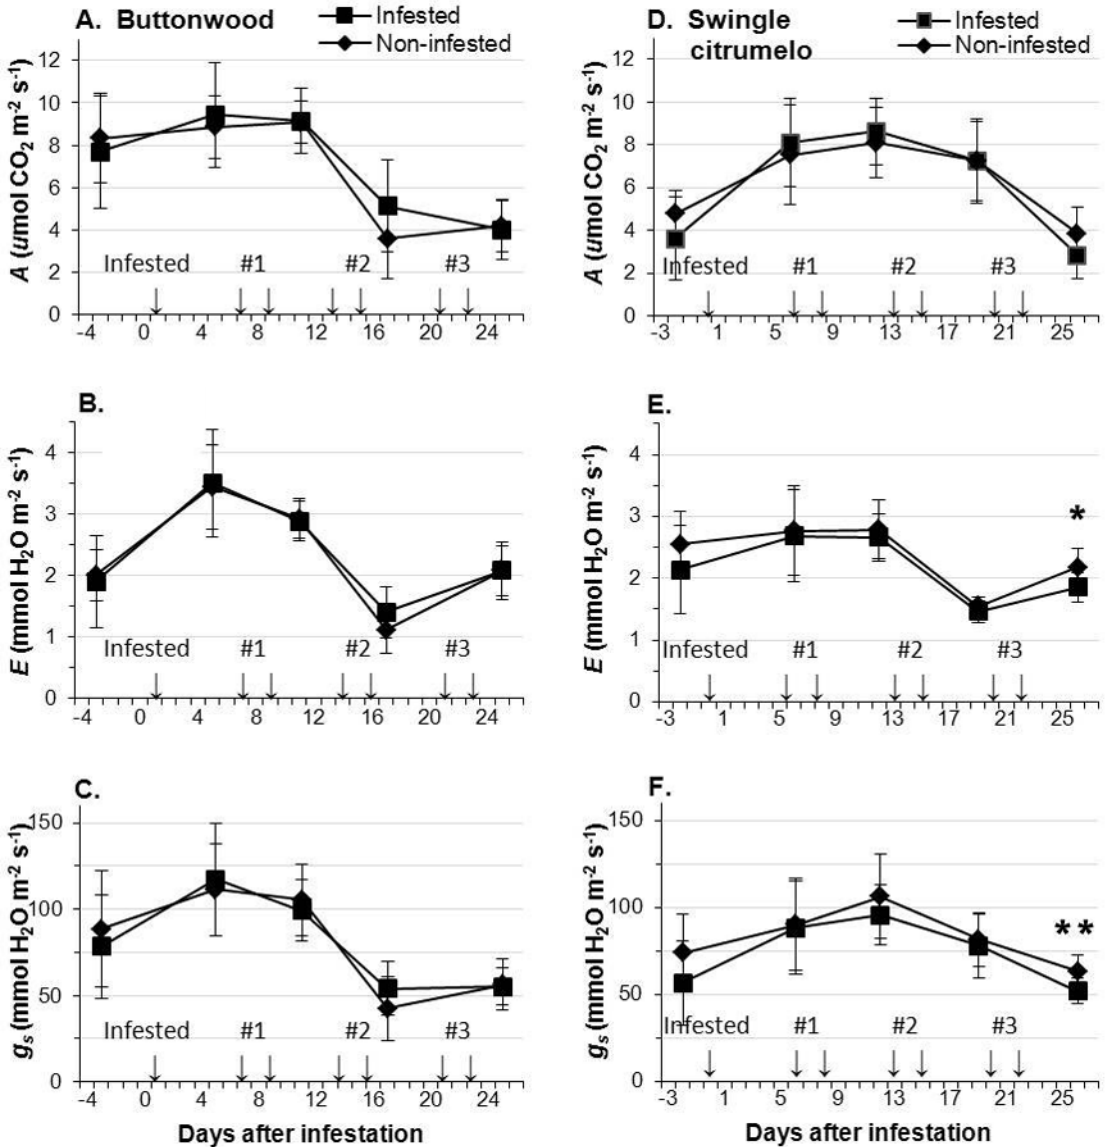 A. Buttonwood
Infested
Non-infested
12
10
8
6
4
2
0
A (umol CO2 m-2 s-1)
Infested #1 #2 #3
-4 0 4 8 12 16 20 24
D. Swingle
citrumelo
Infested
Non-infested
12
10
8
6
4
2
0
A (umol CO2 m-2 s-1)
Infested #1 #2 #3
-3 1 5 9 13 17 21 25
B.
4
3
2
1
0
E (mmol H2O m-2 s-1)
Infested #1 #2 #3
-4 0 4 8 12 16 20 24
E.
4
3
2
1
0
E (mmol H2O m-2 s-1)
*
Infested #1 #2 #3
-3 1 5 9 13 17 21 25
C.
150
100
50
0
gs (mmol H2O m-2 s-1)
Infested #1 #2 #3
-4 0 4 8 12 16 20 24
Days after infestation
F.
150
100
50
0
gs (mmol H2O m-2 s-1)
**
Infested #1 #2 #3
-3 1 5 9 13 17 21 25
Days after infestation